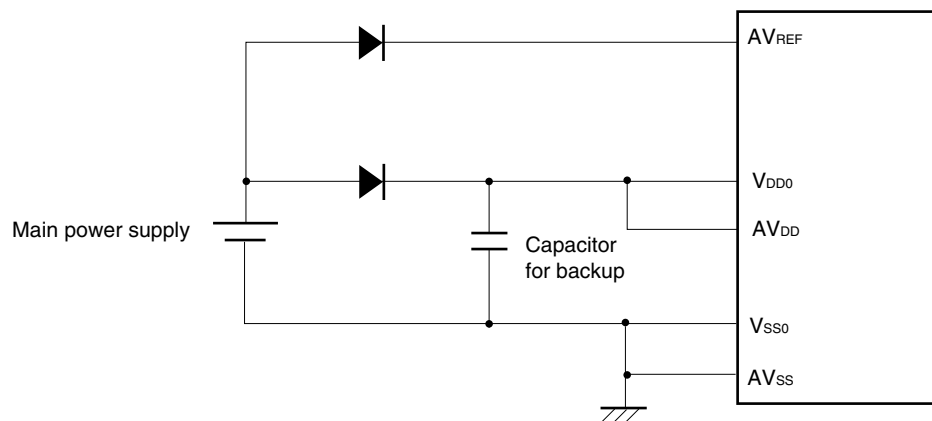 AVREF
VDD0
Main power supply
AVDD
Capacitor
for backup
VSS0
AVSS